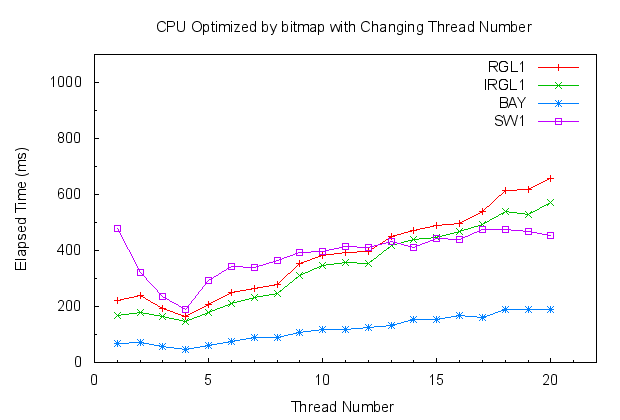 CPU Optimized by bitmap with Changing Thread Number
1000
800
600
400
200
0
Elapsed Time (ms)
RGL1
IRGL1
BAY
SW1
0 5 10 15 20
Thread Number